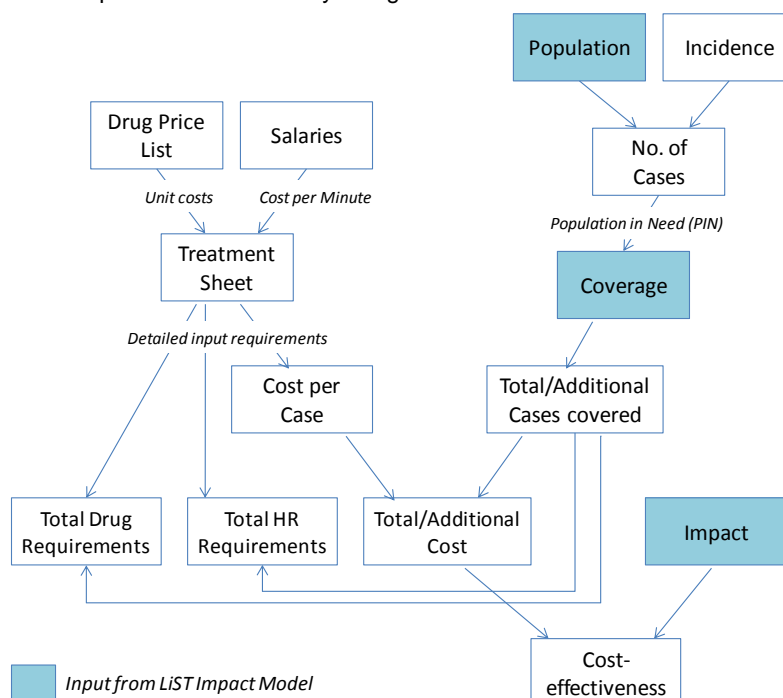 Population
Incidence
Drug Price
List
Salaries
No. of
Cases
Unit costs
Cost per Minute
Population in Need (PIN)
Treatment
Sheet
Coverage
Detailed input requirements
Cost per
Case
Total/Additional
Cases covered
Total Drug
Requirements
Total HR
Requirements
Total/Additional
Cost
Impact
Cost-
effectiveness
Input from LiST Impact Model